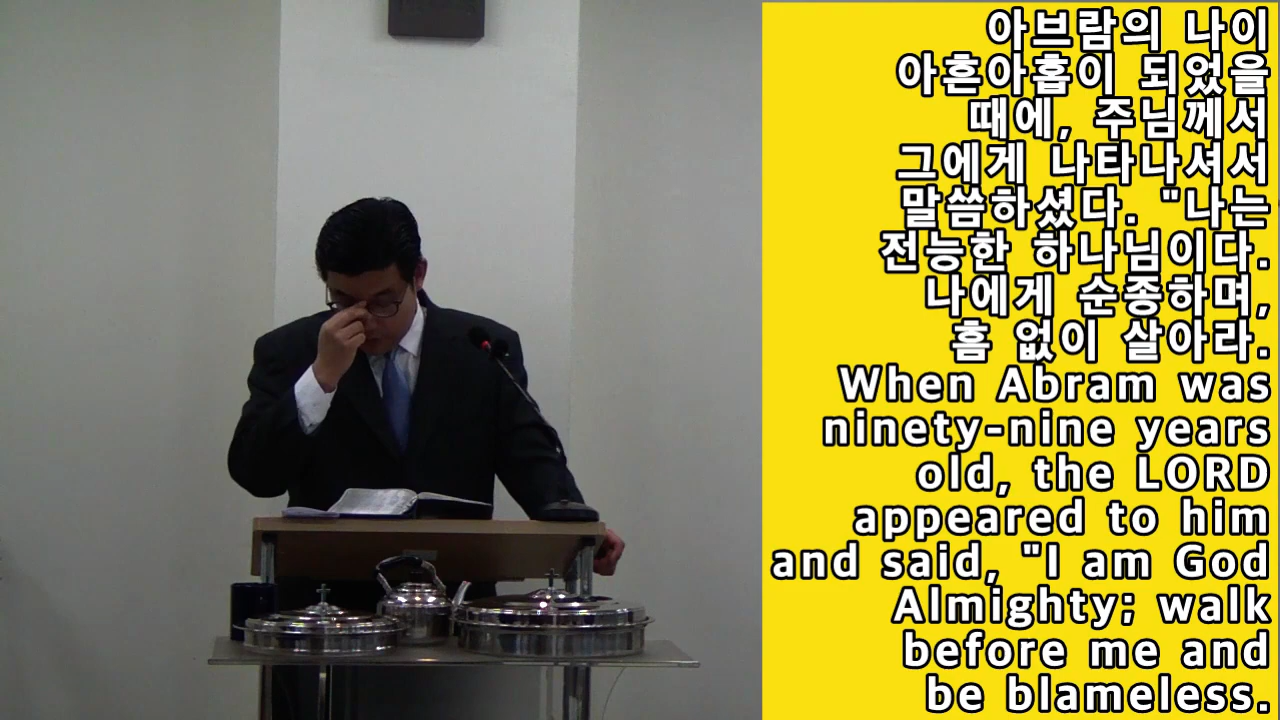 아브람의 나이
아흔아홉이 되었을
때에, 주님께서
그에게 나타나셔서
말씀하셨다. "나는
전능한 하나님이다.
나에게 순종하며,
흠 없이 살아라.
When Abram was
ninety-nine years
old, the LORD
appeared to him
and said, "I am God
Almighty; walk
before me and
be blameless.